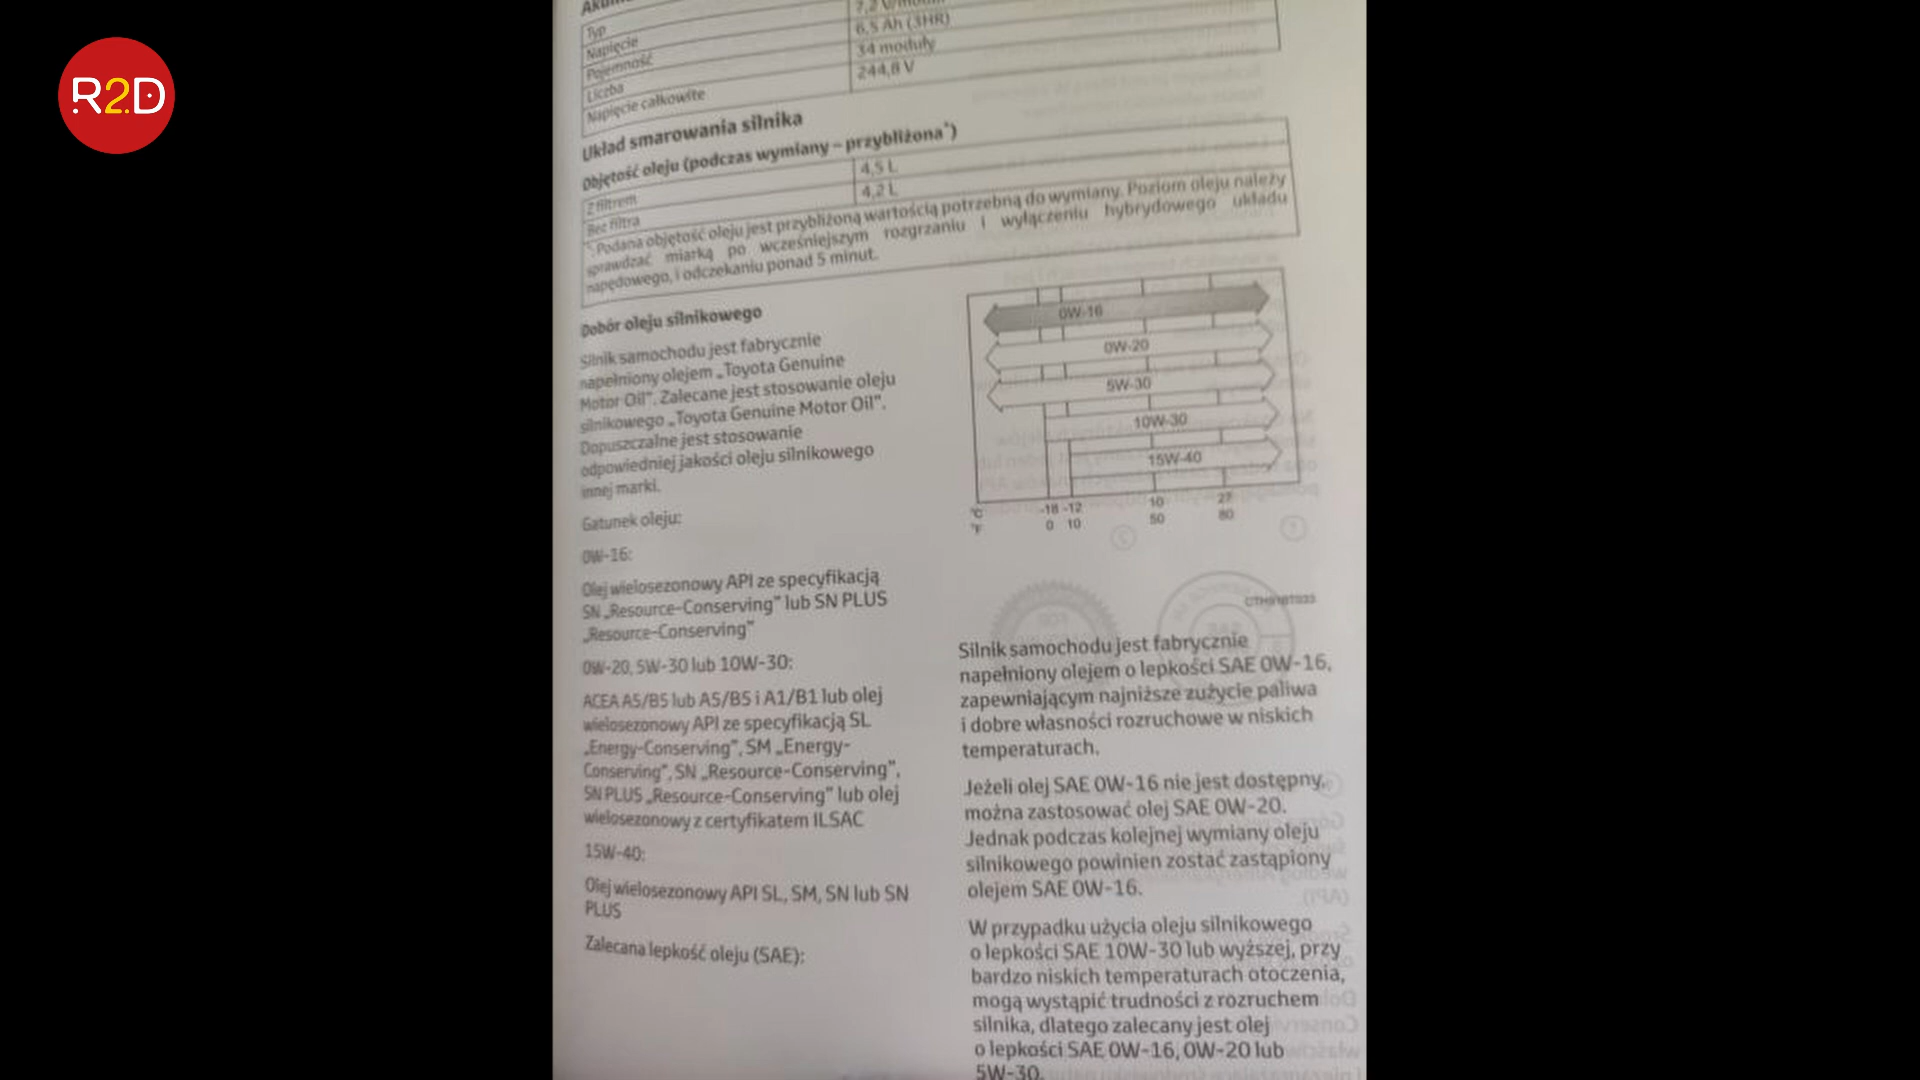 R2D
Typ
7,2 V/moduł
Napięcie
6,5 Ah (3HR)
Pojemność
34 moduły
Liczba
244,8 V
Napięcie całkowite
Układ smarowania silnika
Objętość oleju (podczas wymiany – przybliżona*)
Z filtrem 4,5 L
Bez filtra 4,2 L
*: Podana objętość oleju jest przybliżoną wartością potrzebną do wymiany. Poziom oleju należy
sprawdzać miarką po wcześniejszym rozgrzaniu i wyłączeniu hybrydowego układu
napędowego, i odczekaniu ponad 5 minut.
Dobór oleju silnikowego
Silnik samochodu jest fabrycznie
napełniony olejem „Toyota Genuine
Motor Oil”. Zalecane jest stosowanie oleju
silnikowego „Toyota Genuine Motor Oil”.
Dopuszczalne jest stosowanie
odpowiedniej jakości oleju silnikowego
innej marki.
Gatunek oleju:
0W-16:
Olej wielosezonowy API ze specyfikacją
SN „Resource-Conserving” lub SN PLUS
„Resource-Conserving”
0W-20, 5W-30 lub 10W-30:
ACEA A5/B5 lub A5/B5 i A1/B1 lub olej
wielosezonowy API ze specyfikacją SL
„Energy-Conserving”, SM „Energy-
Conserving”, SN „Resource-Conserving”,
SN PLUS „Resource-Conserving” lub olej
wielosezonowy z certyfikatem ILSAC
15W-40:
Olej wielosezonowy API SL, SM, SN lub SN
PLUS
Zalecana lepkość oleju (SAE):
0W-16
0W-20
5W-30
10W-30
15W-40
°C -18 -12 10 27
°F 0 10 50 80
Silnik samochodu jest fabrycznie
napełniony olejem o lepkości SAE 0W-16,
zapewniającym najniższe zużycie paliwa
i dobre własności rozruchowe w niskich
temperaturach.
Jeżeli olej SAE 0W-16 nie jest dostępny,
można zastosować olej SAE 0W-20.
Jednak podczas kolejnej wymiany oleju
silnikowego powinien zostać zastąpiony
olejem SAE 0W-16.
W przypadku użycia oleju silnikowego
o lepkości SAE 10W-30 lub wyższej, przy
bardzo niskich temperaturach otoczenia,
mogą wystąpić trudności z rozruchem
silnika, dlatego zalecany jest olej
o lepkości SAE 0W-16, 0W-20 lub
5W-30.